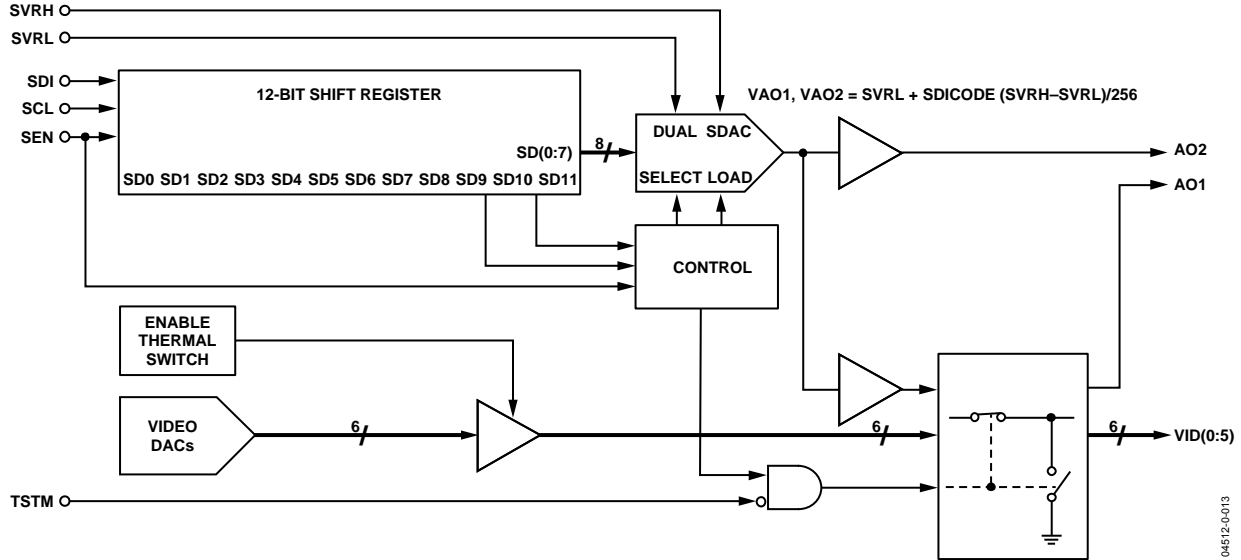 SVRH
SVRL
SDI
SCL
SEN
12-BIT SHIFT REGISTER
SD(0:7)
SD0 SD1 SD2 SD3 SD4 SD5 SD6 SD7 SD8 SD9 SD10 SD11
8
DUAL SDAC
SELECT LOAD
VAO1, VAO2 = SVRL + SDICODE (SVRH–SVRL)/256
AO2
AO1
CONTROL
ENABLE
THERMAL
SWITCH
VIDEO
DACs
6
6
6
VID(0:5)
TSTM
04512-0-013